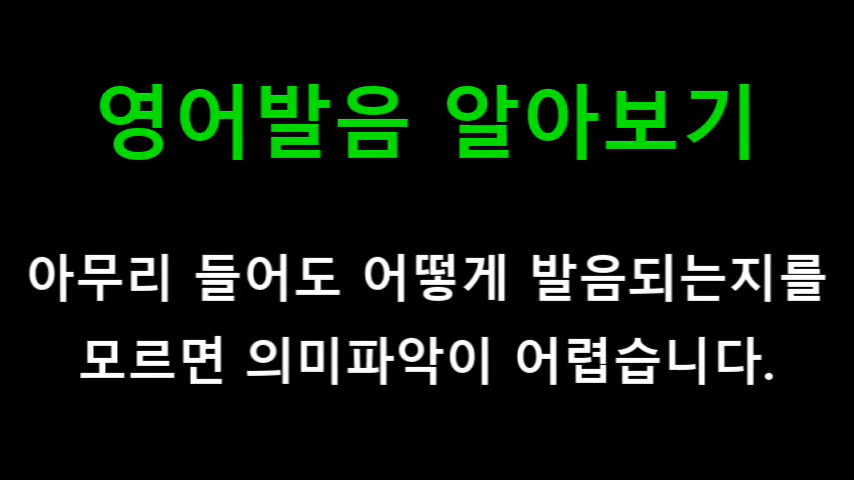 영어발음 알아보기
아무리 들어도 어떻게 발음되는지를
모르면 의미파악이 어렵습니다.